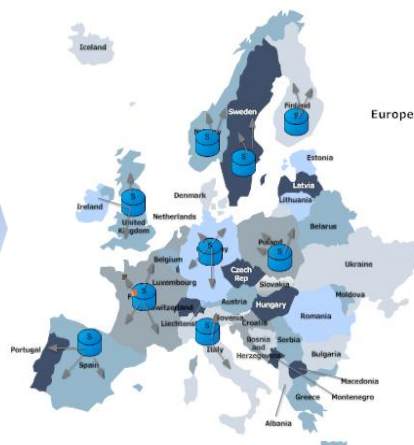 Iceland
Sweden
Finland
Europe
Estonia
Latvia
Lithuania
Denmark
Ireland
United
Kingdom
Netherlands
Belarus
Poland
Belgium
Luxembourg
Czech
Rep
Ukraine
Slovakia
Austria
Hungary
Moldova
Liechtenstein
Slovenia
Croatia
Romania
Bosnia
and
Herzegovina
Serbia
Bulgaria
Italy
Portugal
Spain
Macedonia
Montenegro
Greece
Albania
S
S
S
S
S
S
S
S
S